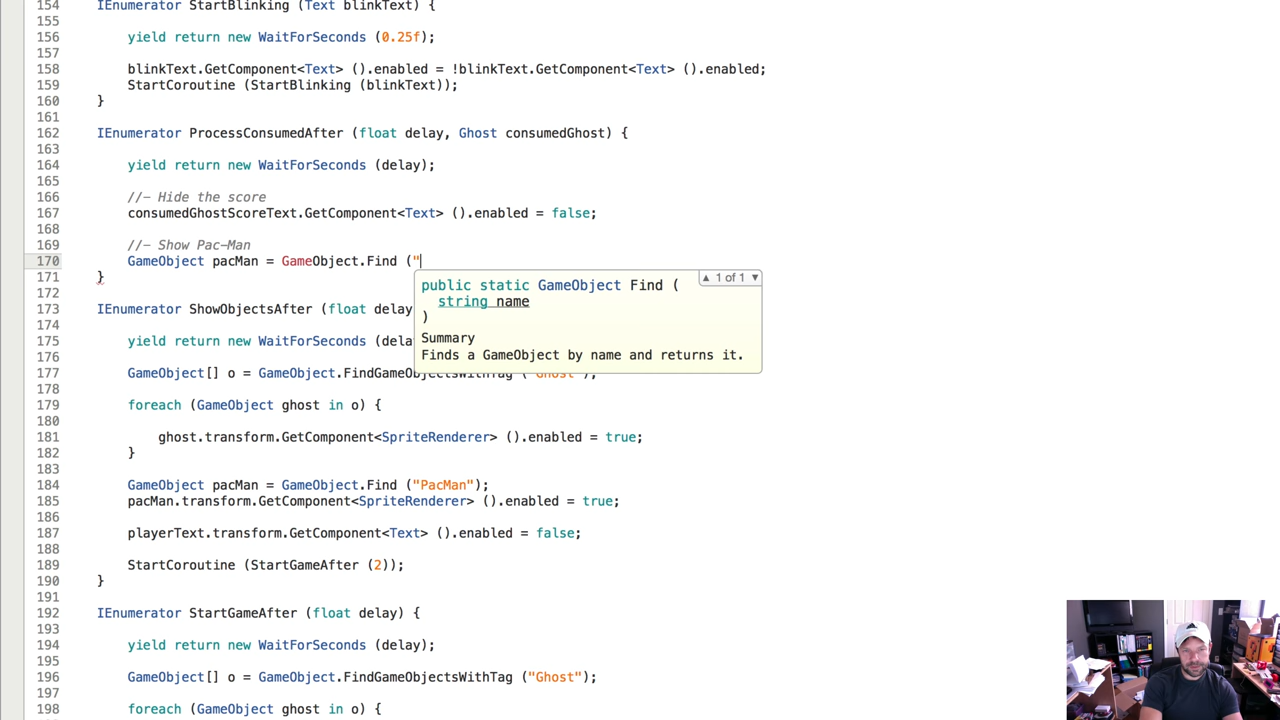 154 IEnumerator StartBlinking (Text blinkText) {
155
156 yield return new WaitForSeconds (0.25f);
157
158 blinkText.GetComponent<Text> ().enabled = !blinkText.GetComponent<Text> ().enabled;
159 StartCoroutine (StartBlinking (blinkText));
160 }
161
162 IEnumerator ProcessConsumedAfter (float delay, Ghost consumedGhost) {
163
164 yield return new WaitForSeconds (delay);
165
166 //- Hide the score
167 consumedGhostScoreText.GetComponent<Text> ().enabled = false;
168
169 //- Show Pac-Man
170 GameObject pacMan = GameObject.Find ("
171 }
▲ 1 of 1 ▼
public static GameObject Find (
string name
)
Summary
Finds a GameObject by name and returns it.
172
173 IEnumerator ShowObjectsAfter (float delay
174
175 yield return new WaitForSeconds (dela
176
177 GameObject[] o = GameObject.FindGameObjectsWithTag ("Ghost");
178
179 foreach (GameObject ghost in o) {
180
181 ghost.transform.GetComponent<SpriteRenderer> ().enabled = true;
182 }
183
184 GameObject pacMan = GameObject.Find ("PacMan");
185 pacMan.transform.GetComponent<SpriteRenderer> ().enabled = true;
186
187 playerText.transform.GetComponent<Text> ().enabled = false;
188
189 StartCoroutine (StartGameAfter (2));
190 }
191
192 IEnumerator StartGameAfter (float delay) {
193
194 yield return new WaitForSeconds (delay);
195
196 GameObject[] o = GameObject.FindGameObjectsWithTag ("Ghost");
197
198 foreach (GameObject ghost in o) {